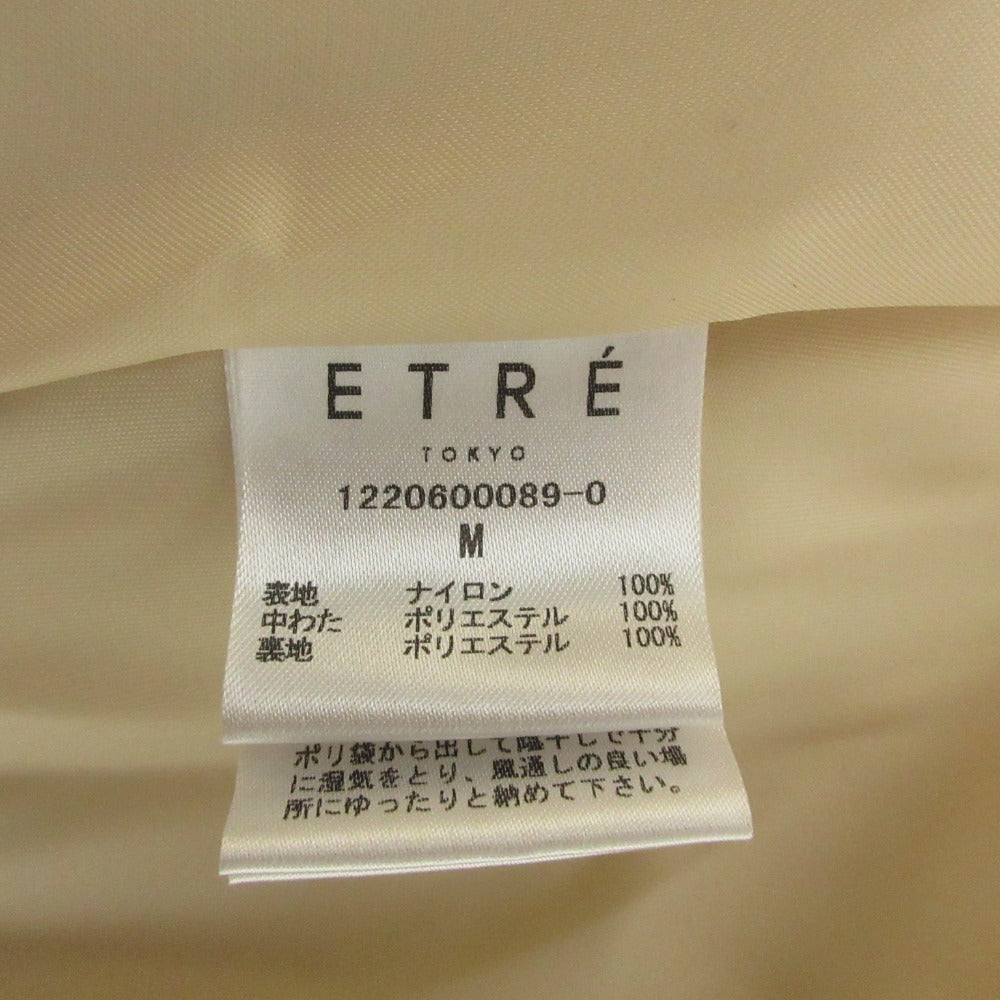 ETRÉ
TOKYO
1220600089-0
M
表地 ナイロン 100%
中わた ポリエステル 100%
裏地 ポリエステル 100%
ポリ袋から出して陰干しで十分
に湿気をとり、風通しの良い場
所にゆったりと納めて下さい。